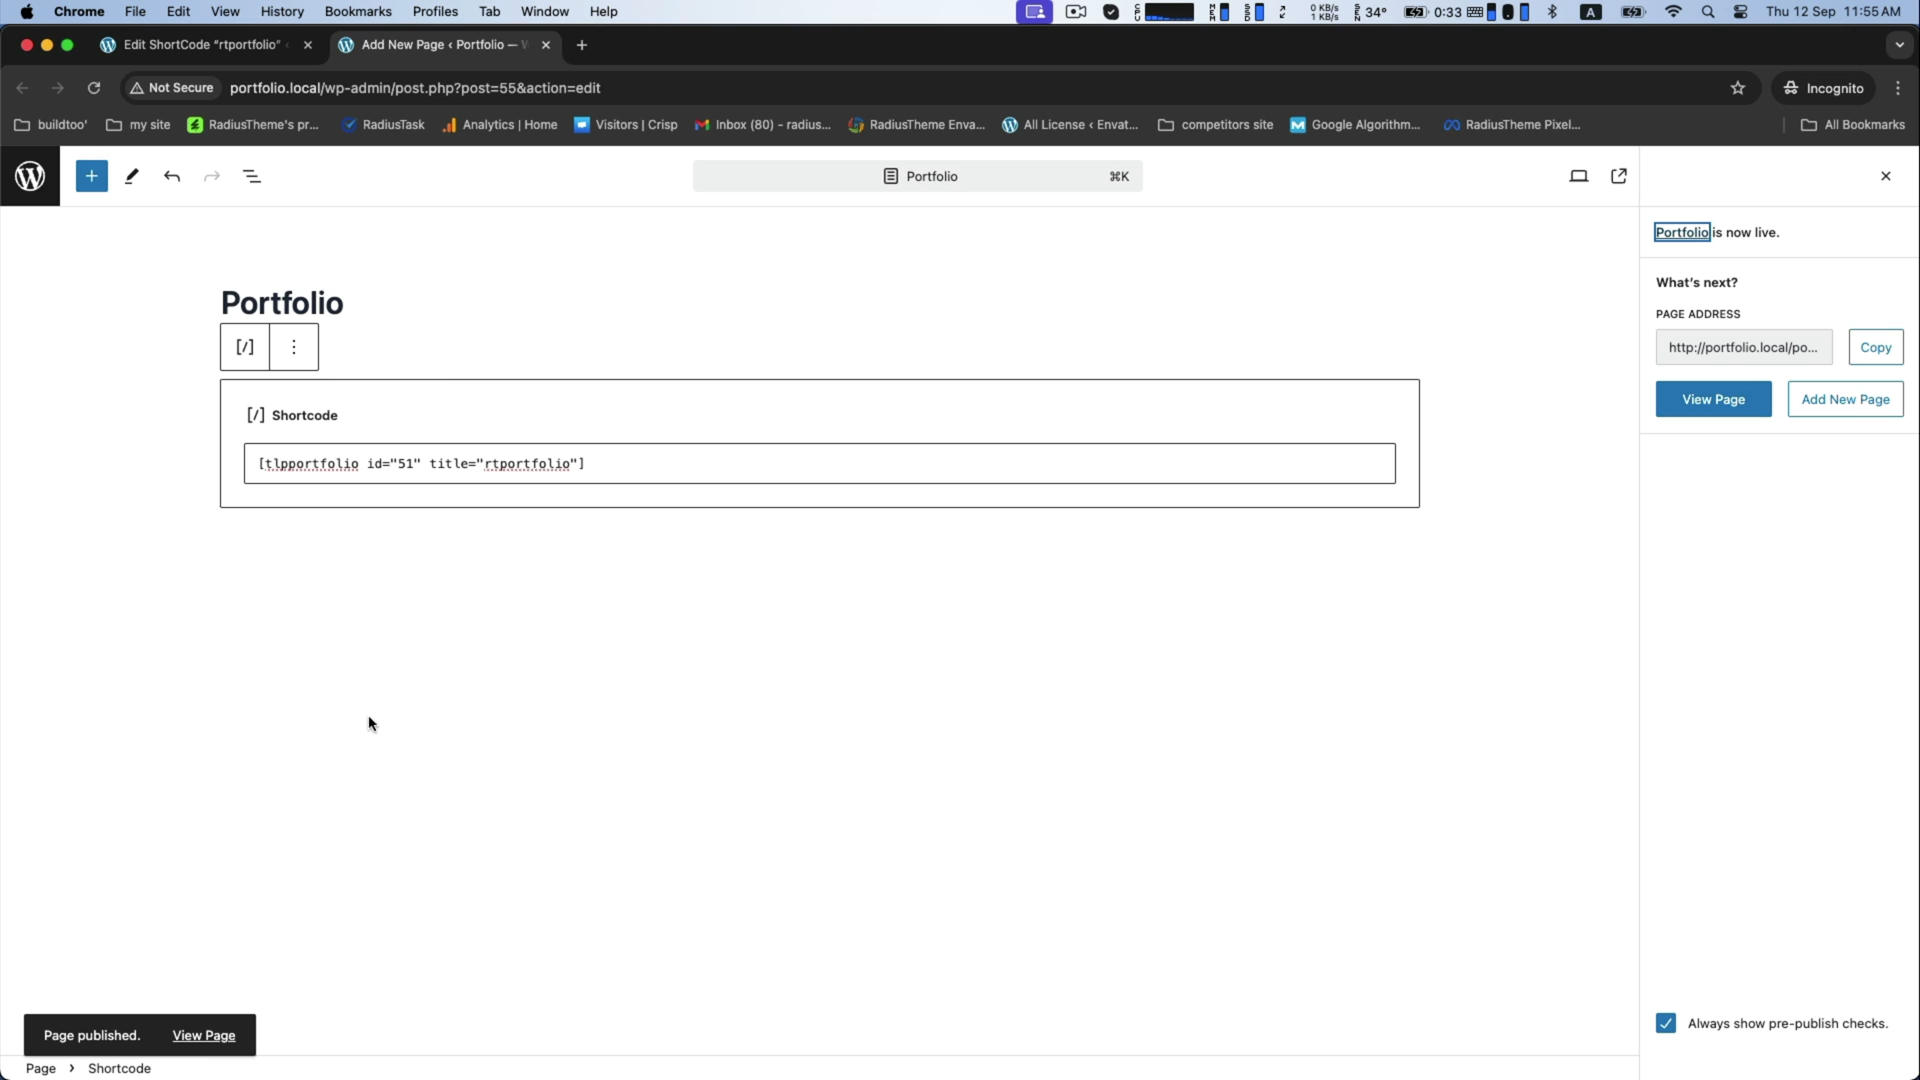 Chrome File Edit View History Bookmarks Profiles Tab Window Help
0 KB/s
1 KB/s
34° 0:33 A Thu 12 Sep 11:55 AM
Edit ShortCode “rtportfolio” ‹
Add New Page ‹ Portfolio —
Not Secure portfolio.local/wp-admin/post.php?post=55&action=edit Incognito
buildtoo' my site RadiusTheme's pr... RadiusTask Analytics | Home Visitors | Crisp Inbox (80) - radius... RadiusTheme Enva... All License ‹ Envat... competitors site Google Algorithm... RadiusTheme Pixel... All Bookmarks
Portfolio ⌘K
Portfolio is now live.
What’s next?
PAGE ADDRESS
http://portfolio.local/po... Copy
View Page Add New Page
Portfolio
[/]
[/] Shortcode
[tlpportfolio id="51" title="rtportfolio"]
Always show pre-publish checks.
Page published. View Page
Page › Shortcode